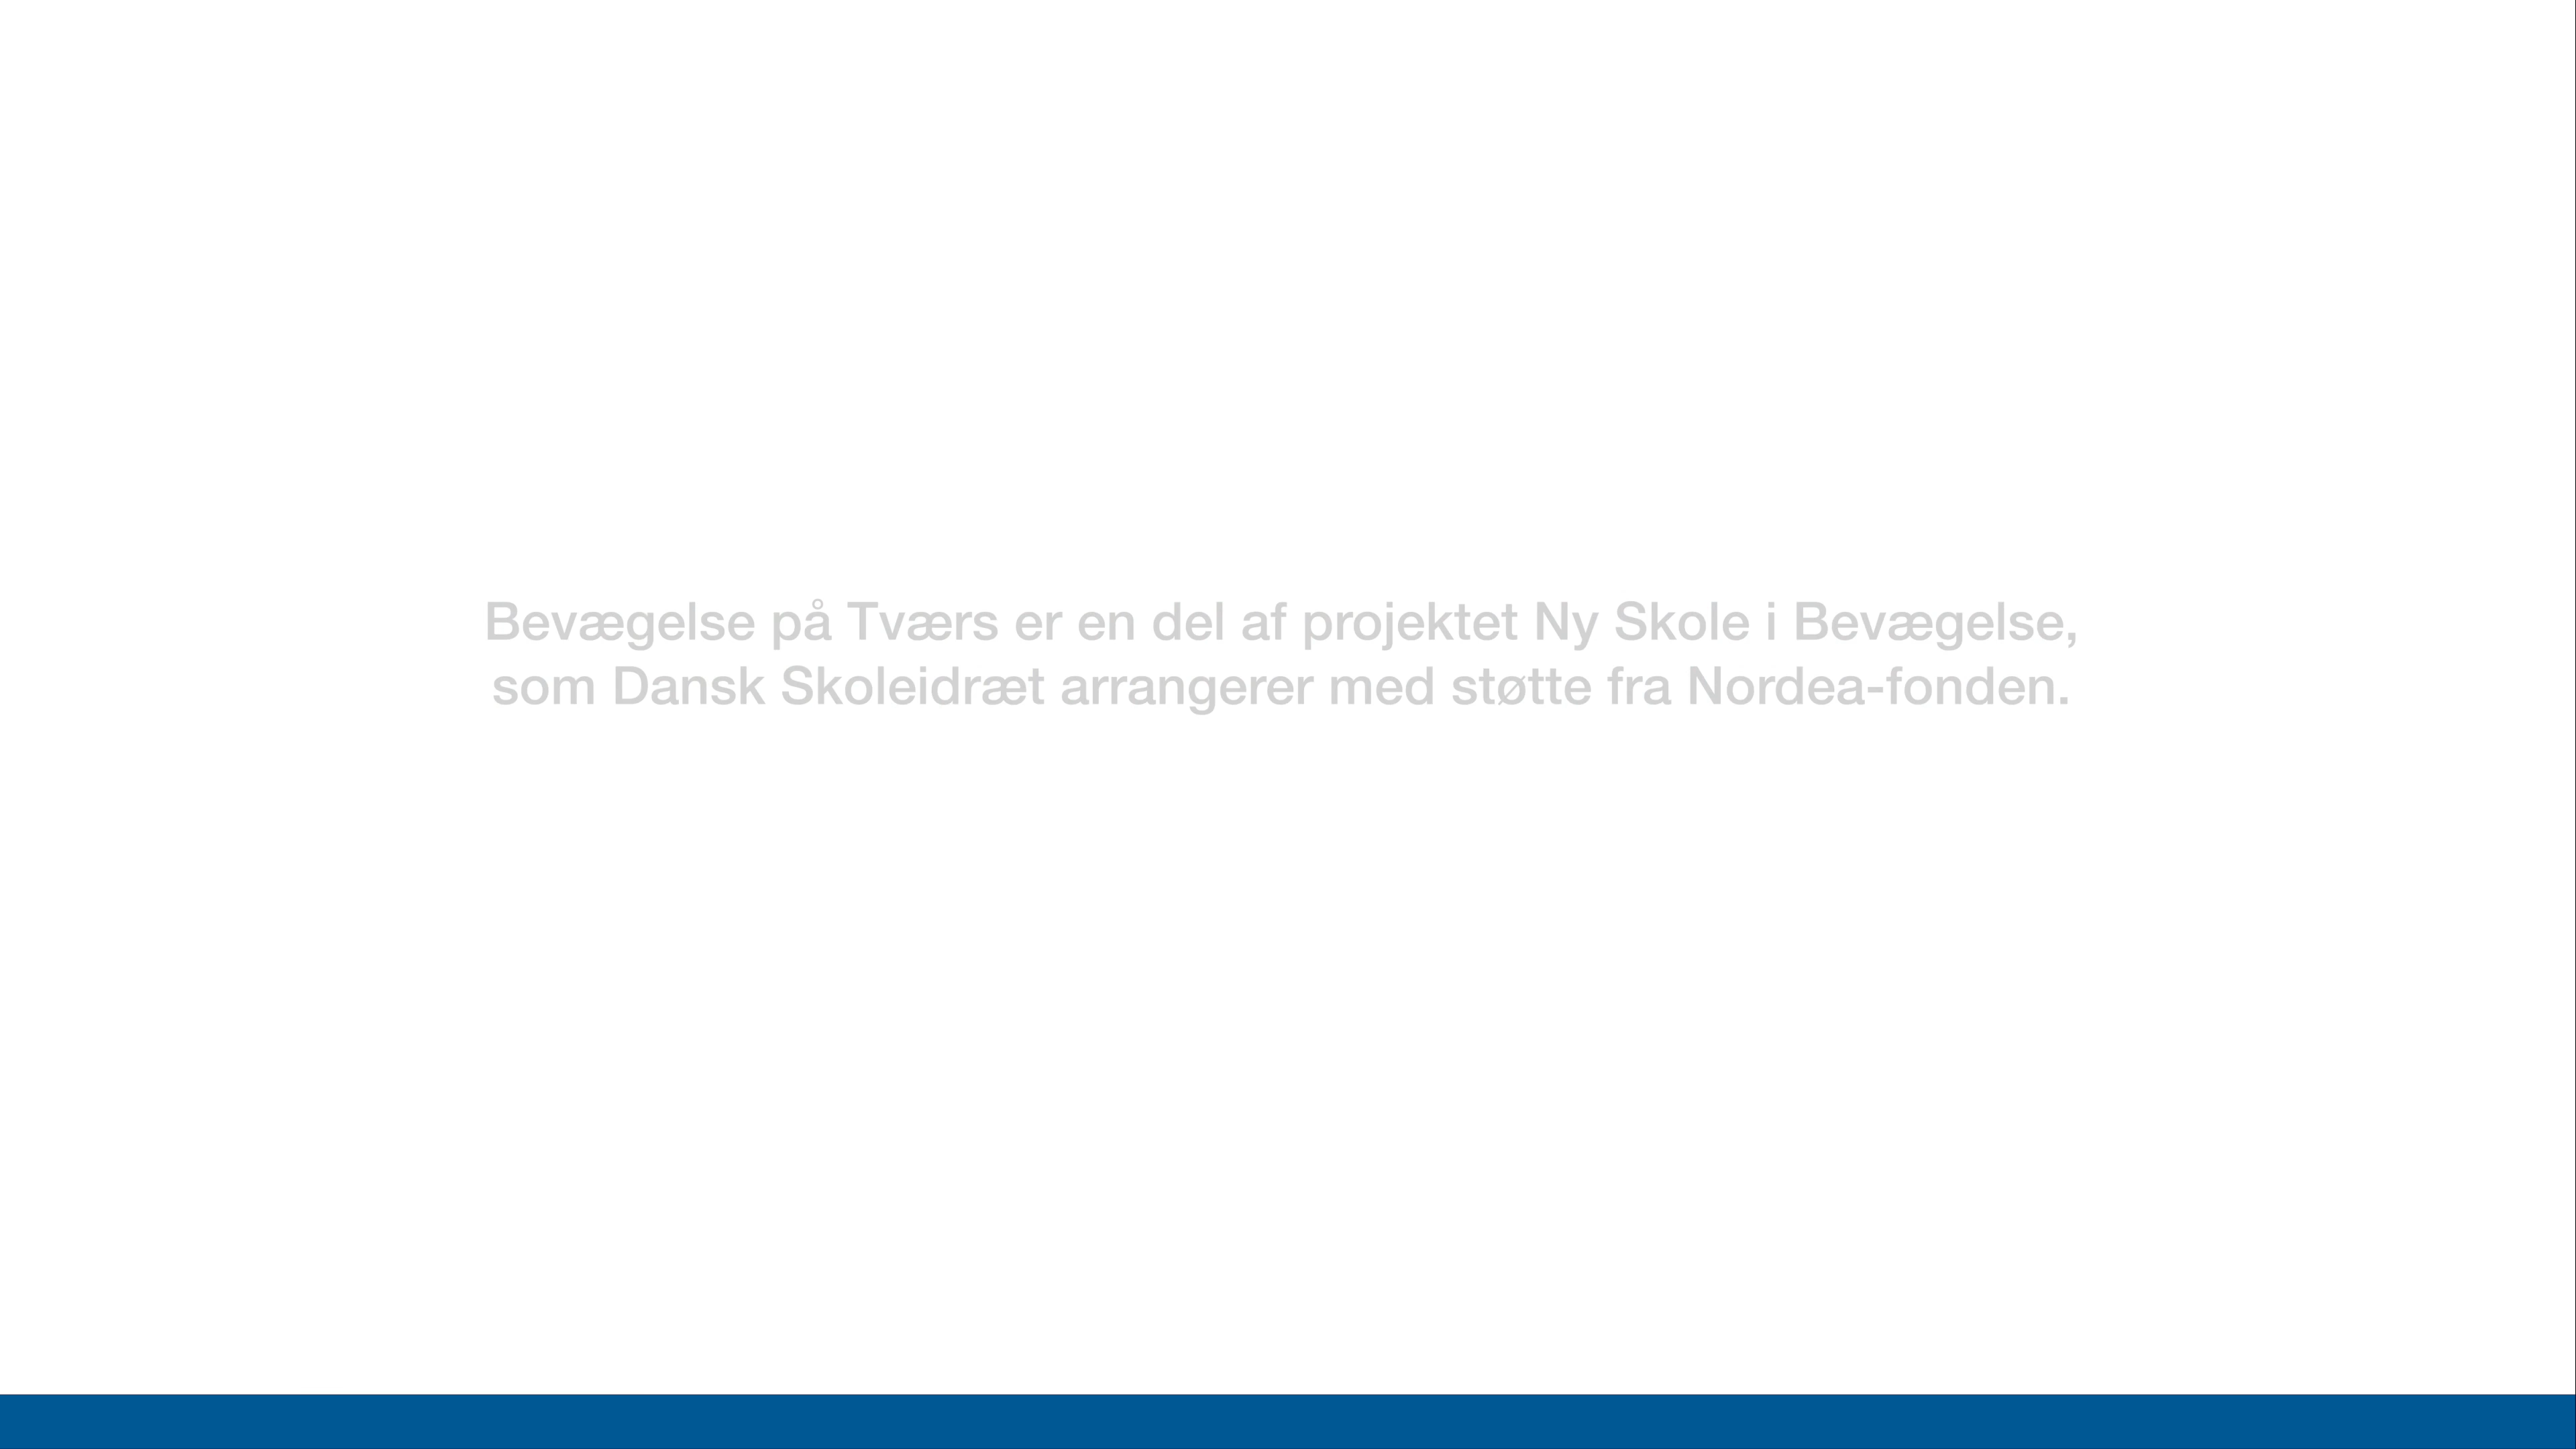 Bevægelse på Tværs er en del af projektet Ny Skole i Bevægelse,
som Dansk Skoleidræt arrangerer med støtte fra Nordea-fonden.